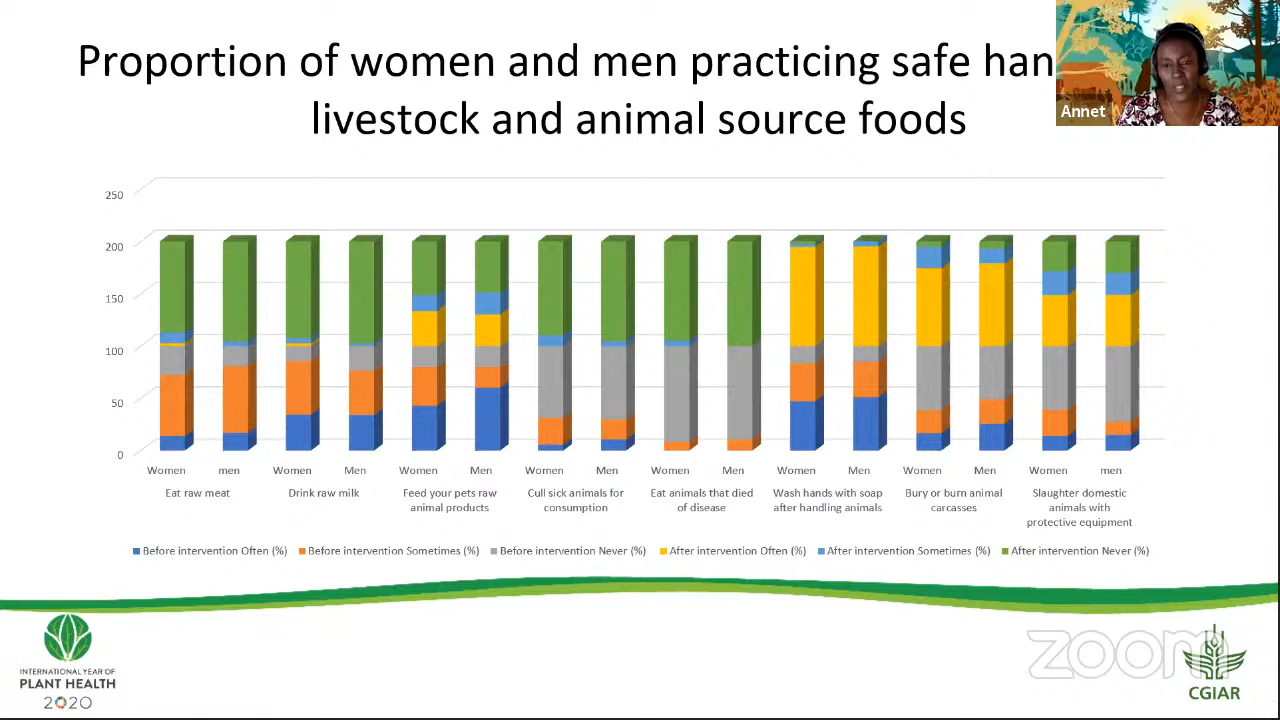 Proportion of women and men practicing safe han
livestock and animal source foods
Annet
250
200
150
100
50
0
Women men Women Men Women Men Women Men Women Men Women Men Women Men Women men
Eat raw meat Drink raw milk Feed your pets raw Cull sick animals for Eat animals that died Wash hands with soap Bury or burn animal Slaughter domestic
animal products consumption of disease after handling animals carcasses animals with
protective equipment
Before intervention Often (%) Before intervention Sometimes (%) Before intervention Never (%) After intervention Often (%) After intervention Sometimes (%) After intervention Never (%)
zoom
INTERNATIONAL YEAR OF
PLANT HEALTH
2020
CGIAR